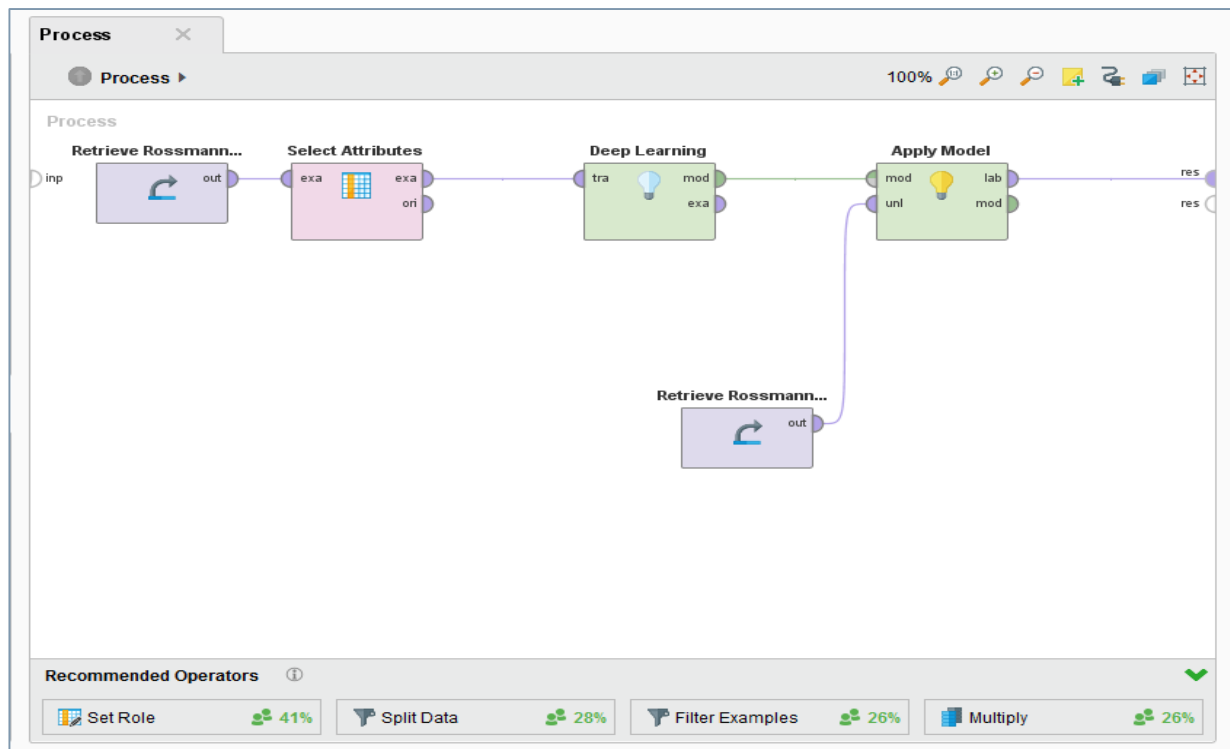 Process
Process
100%
Process
Retrieve Rossmann... Select Attributes Deep Learning Apply Model
inp out exa exa tra mod mod lab res
ori exa unl mod res
Retrieve Rossmann...
out
Recommended Operators
Set Role 41% Split Data 28% Filter Examples 26% Multiply 26%